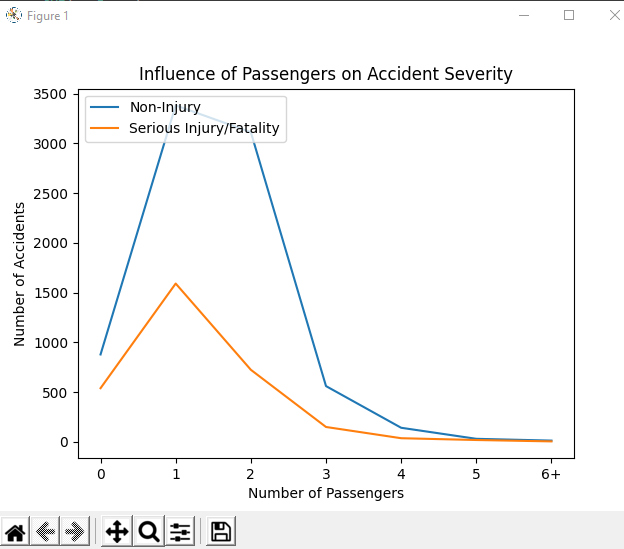 Figure 1
Influence of Passengers on Accident Severity
Non-Injury
Serious Injury/Fatality
Number of Accidents
3500
3000
2500
2000
1500
1000
500
0
0 1 2 3 4 5 6+
Number of Passengers